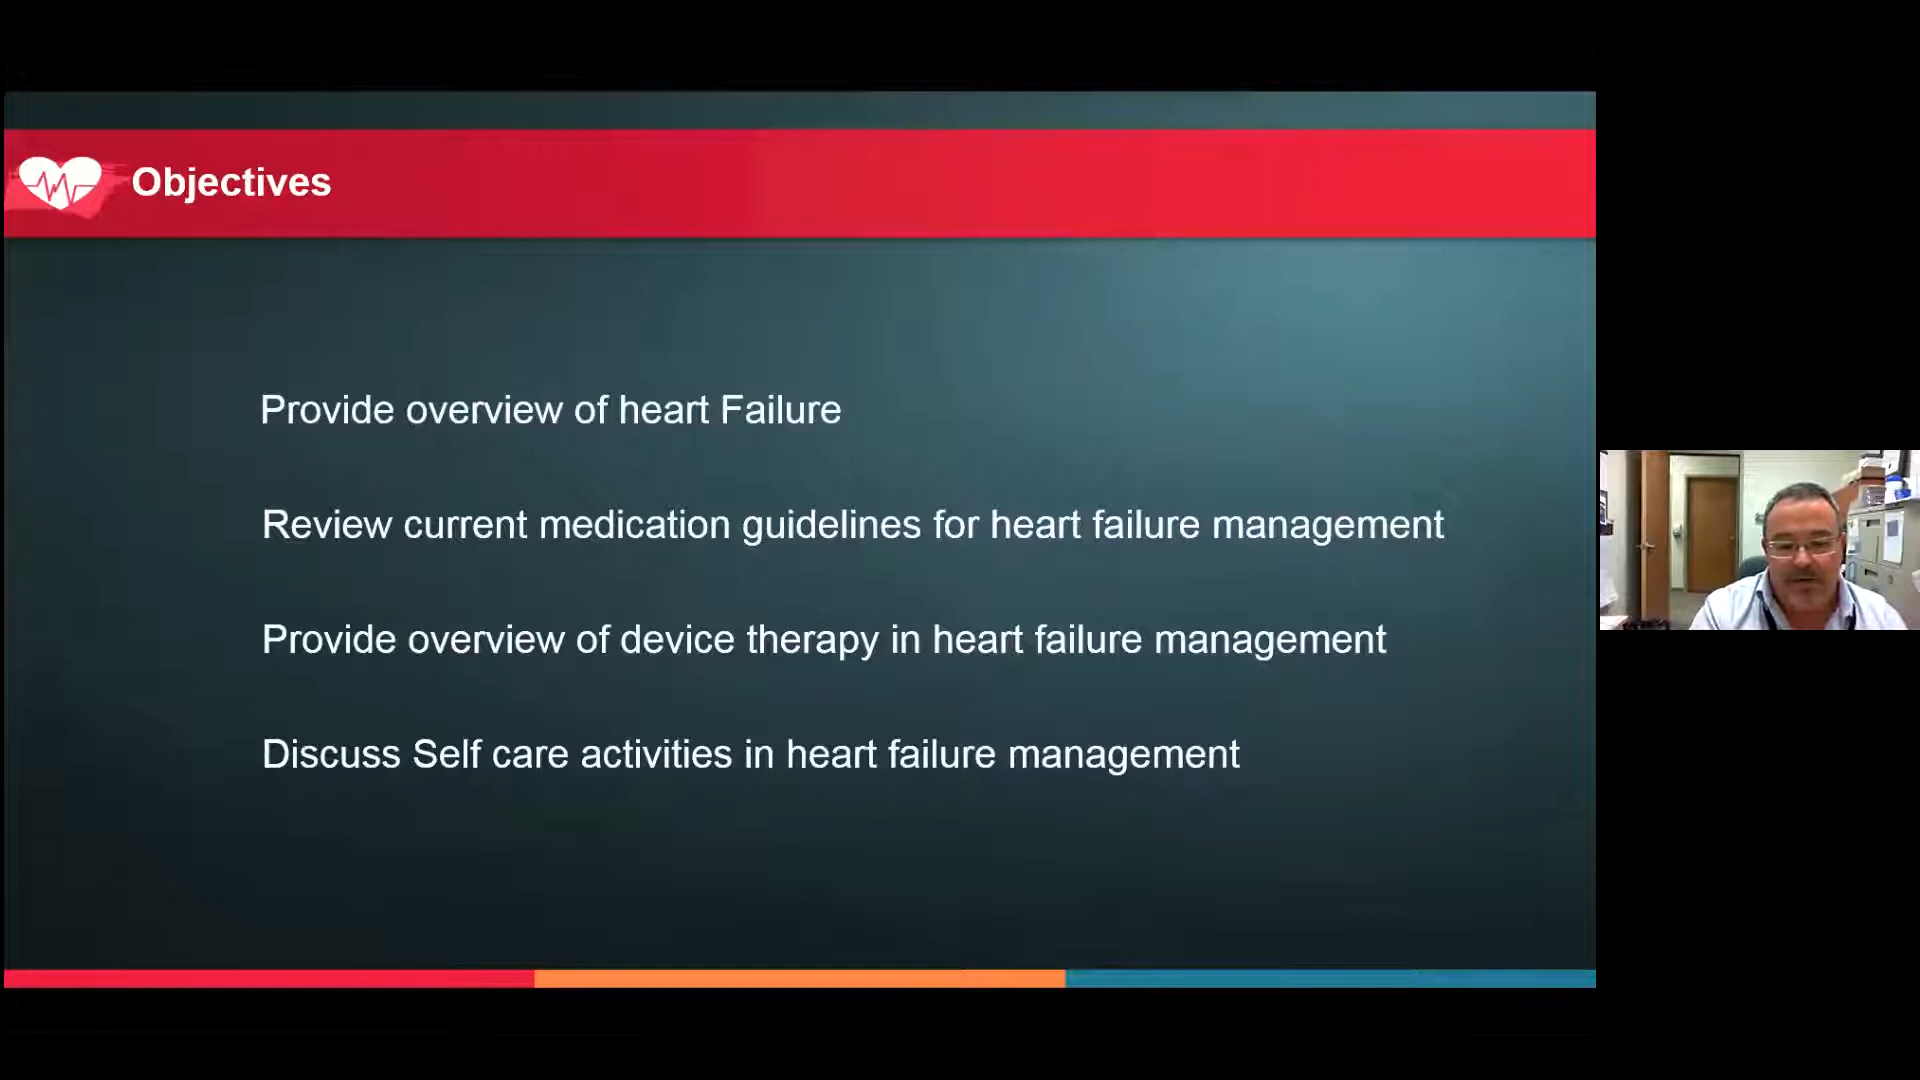 Objectives
Provide overview of heart Failure
Review current medication guidelines for heart failure management
Provide overview of device therapy in heart failure management
Discuss Self care activities in heart failure management